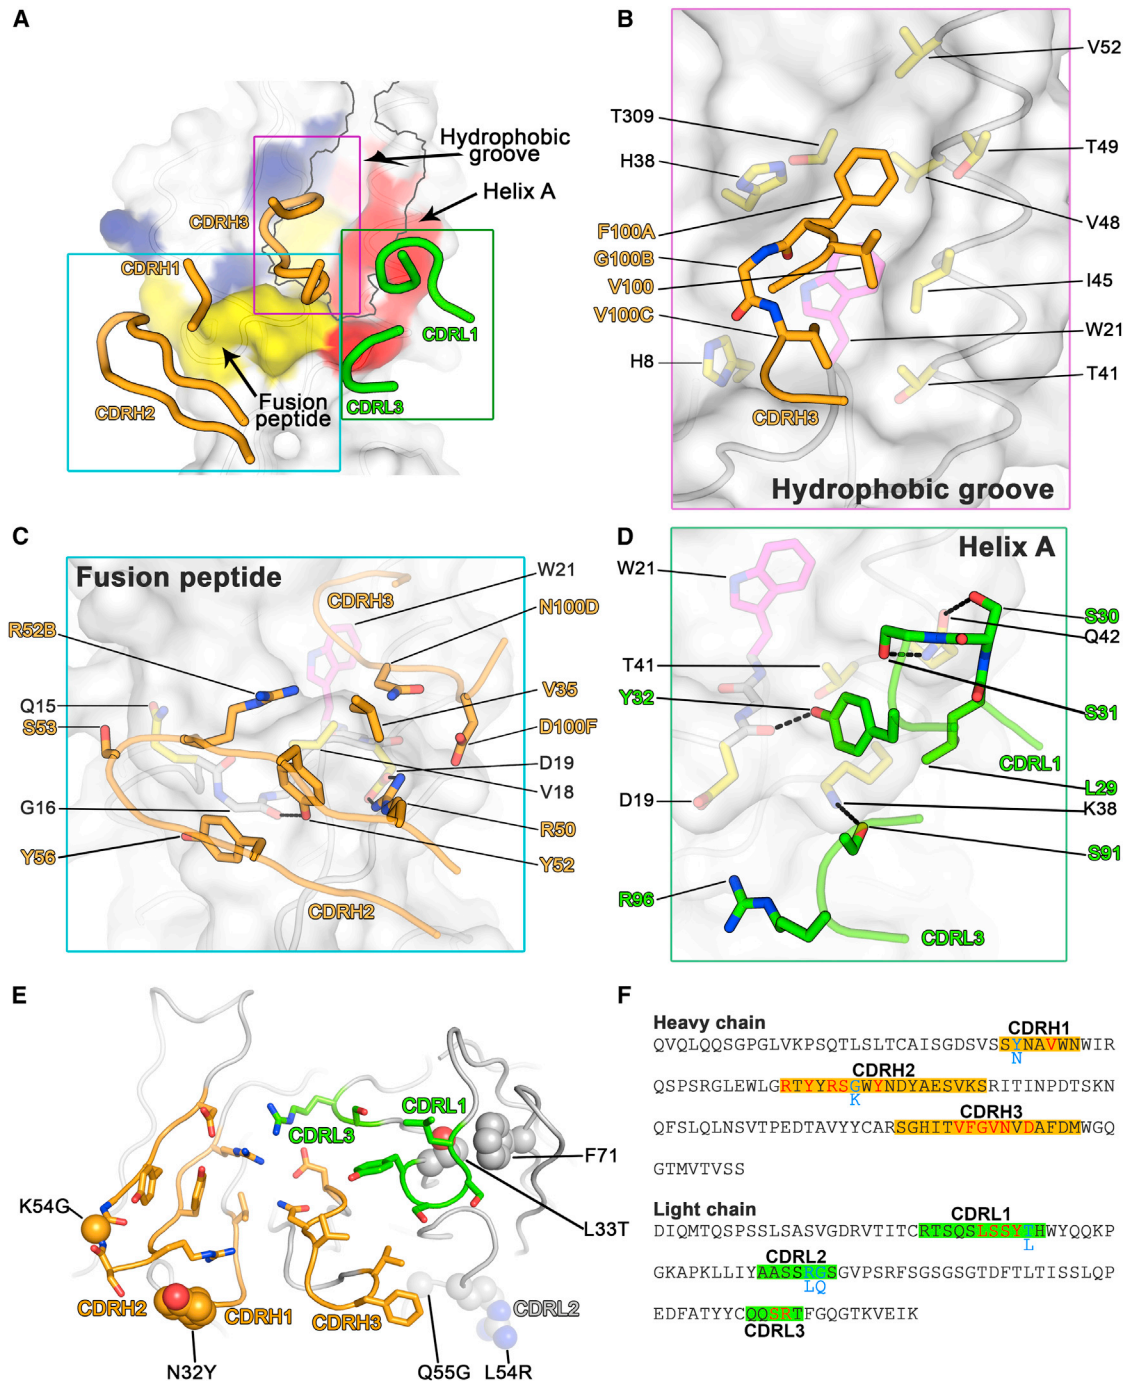 A
Hydrophobic
groove
Helix A
CDRH3
CDRH1
CDRL1
CDRH2
Fusion
peptide
CDRL3
B
V52
T309
H38
T49
V48
F100A
G100B
V100
V100C
I45
W21
H8
T41
CDRH3
Hydrophobic groove
C
Fusion peptide
W21
CDRH3
N100D
R52B
V35
Q15
S53
D100F
D19
V18
G16
R50
Y56
Y52
CDRH2
D
Helix A
W21
S30
Q42
T41
Y32
S31
CDRL1
L29
D19
K38
S91
R96
CDRL3
E
CDRL1
CDRL3
F71
K54G
L33T
CDRH2
CDRH1
CDRH3
CDRL2
N32Y
Q55G
L54R
F
Heavy chain
CDRH1
QVQLQQSGPGLVKPSQTLSLTCAISGDSVSSYNAVWNWIR
N
CDRH2
QSPSRGLEWLGRTYYRSGWYNDYAESVKSRITINPDTSKN
K
CDRH3
QFSLQLNSVTPEDTAVYYCARSGHITVFGVNVDAFDMWGQ
GTMVTVSS
Light chain
CDRL1
DIQMTQSPSSLSASVGDRVTITCRTSQSLSSYTHWYQQKP
L
CDRL2
GKAPKLLIYAASSRGSGVPSRFSGSGSGTDFTLTISSLQP
LQ
EDFATYYCQQSRTFGQGTKVEIK
CDRL3